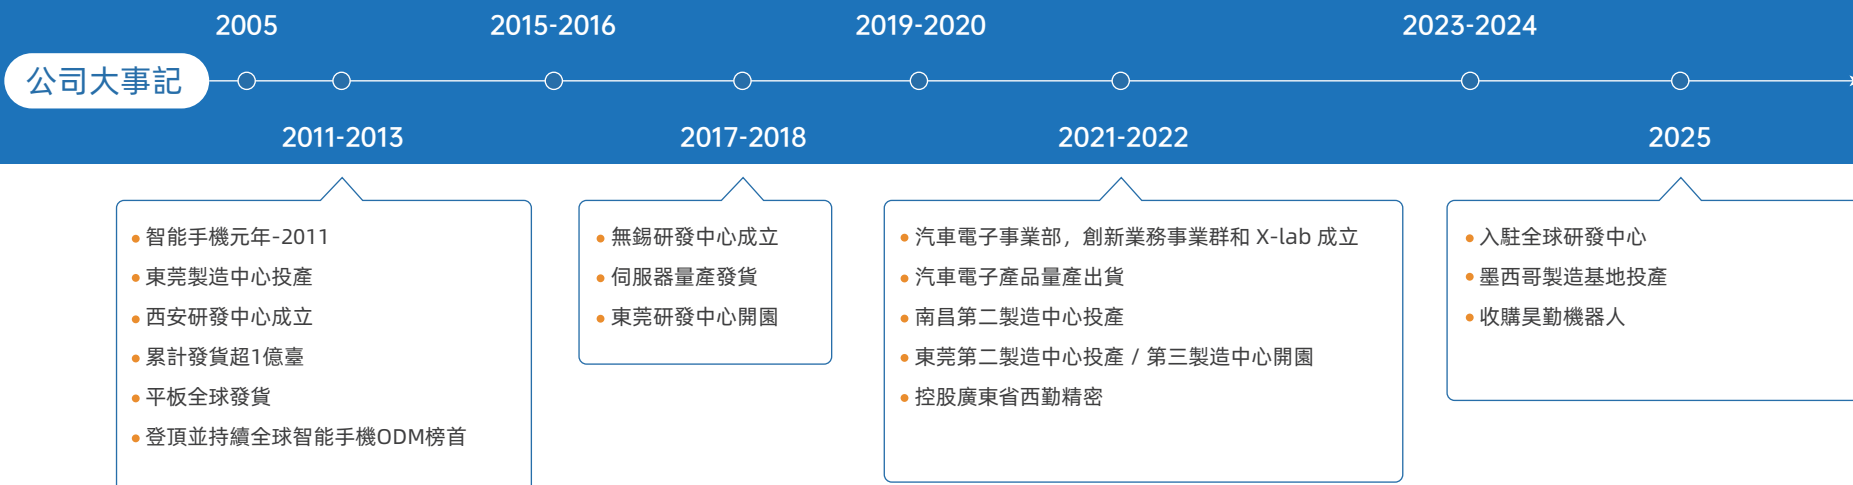 2005
2015-2016
2019-2020
2023-2024
公司大事記
2011-2013
2017-2018
2021-2022
2025
智能手機元年-2011
東莞製造中心投產
西安研發中心成立
累計發貨超1億臺
平板全球發貨
登頂並持續全球智能手機ODM榜首
無錫研發中心成立
伺服器量產發貨
東莞研發中心開園
汽車電子事業部，創新業務事業群和 X-lab 成立
汽車電子產品量產出貨
南昌第二製造中心投產
東莞第二製造中心投產 / 第三製造中心開園
控股廣東省西勤精密
入駐全球研發中心
墨西哥製造基地投產
收購昊勤機器人